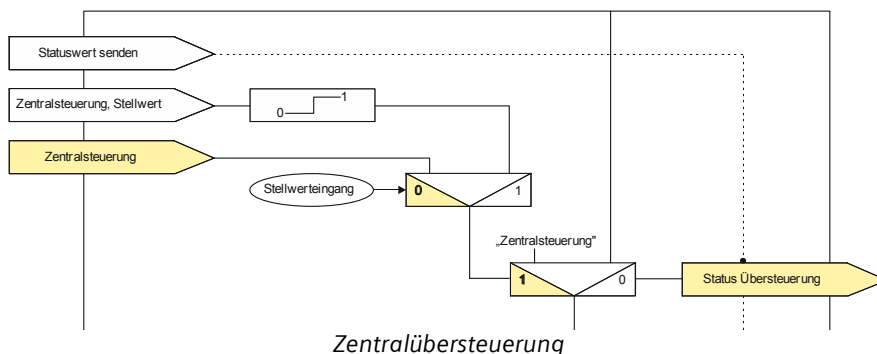 Statuswert senden
Zentralsteuerung, Stellwert
0 1
Zentralsteuerung
Stellwerteingang
0 1
„Zentralsteuerung"
1 0
Status Übersteuerung
Zentralübersteuerung